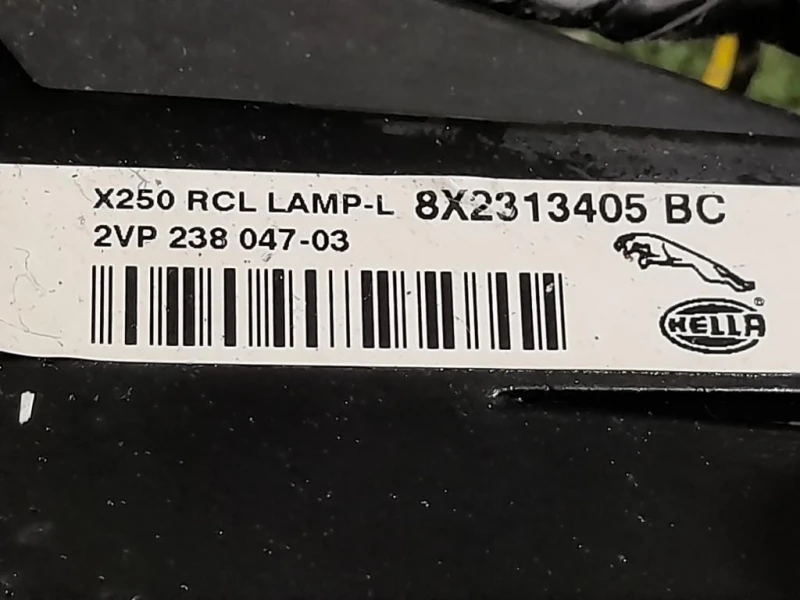 X250 RCL LAMP-L 8X2313405 BC
2VP 238 047-03
HELLA
®